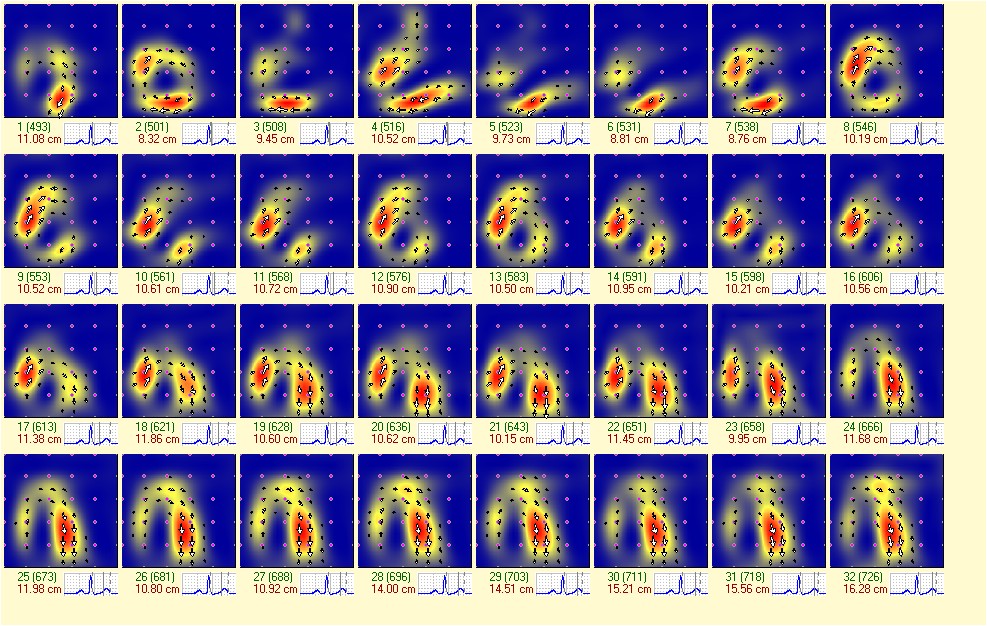 1 (493) 2 (501) 3 (508) 4 (516) 5 (523) 6 (531) 7 (538) 8 (546)
11.08 cm 8.32 cm 9.45 cm 10.52 cm 9.73 cm 8.81 cm 8.76 cm 10.19 cm
9 (553) 10 (561) 11 (568) 12 (576) 13 (583) 14 (591) 15 (598) 16 (606)
10.52 cm 10.61 cm 10.72 cm 10.90 cm 10.50 cm 10.95 cm 10.21 cm 10.56 cm
17 (613) 18 (621) 19 (628) 20 (636) 21 (643) 22 (651) 23 (658) 24 (666)
11.38 cm 11.86 cm 10.60 cm 10.62 cm 10.15 cm 11.45 cm 9.95 cm 11.68 cm
25 (673) 26 (681) 27 (688) 28 (696) 29 (703) 30 (711) 31 (718) 32 (726)
11.98 cm 10.80 cm 10.92 cm 14.00 cm 14.51 cm 15.21 cm 15.56 cm 16.28 cm